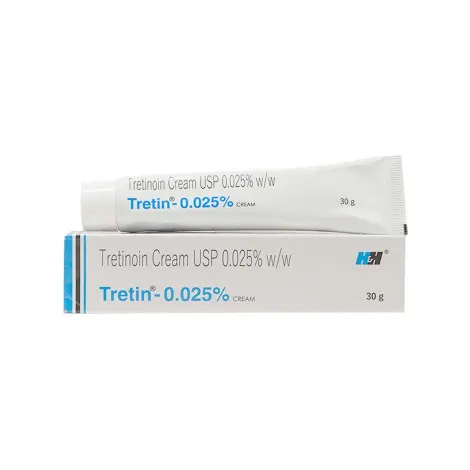 Tretinoin Cream USP 0.025% w/w
Tretin®- 0.025% CREAM
30 g
Tretinoin Cream USP 0.025% w/w
H&H
Tretin®- 0.025% CREAM
30 g